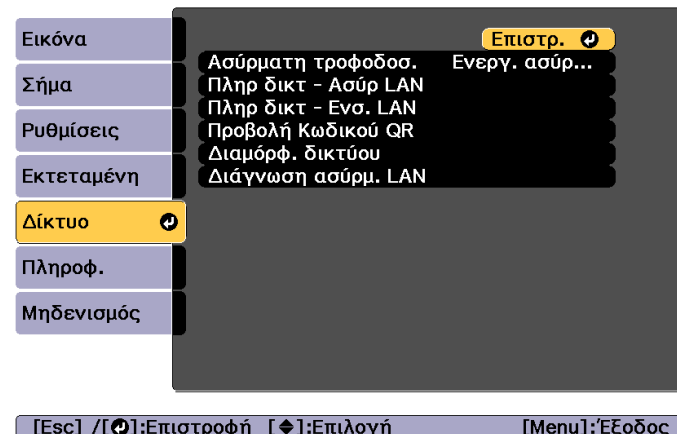 Εικόνα
Σήμα
Ρυθμίσεις
Εκτεταμένη
Δίκτυο
Πληροφ.
Μηδενισμός
Επιστρ.
Ασύρματη τροφοδοσ. Ενεργ. ασύρ...
Πληρ δικτ - Ασύρ LAN
Πληρ δικτ - Ενσ. LAN
Προβολή Κωδικού QR
Διαμόρφ. δικτύου
Διάγνωση ασύρμ. LAN
[Esc] /[⏎]:Επιστροφή [◆]:Επιλογή [Menu]:Έξοδος